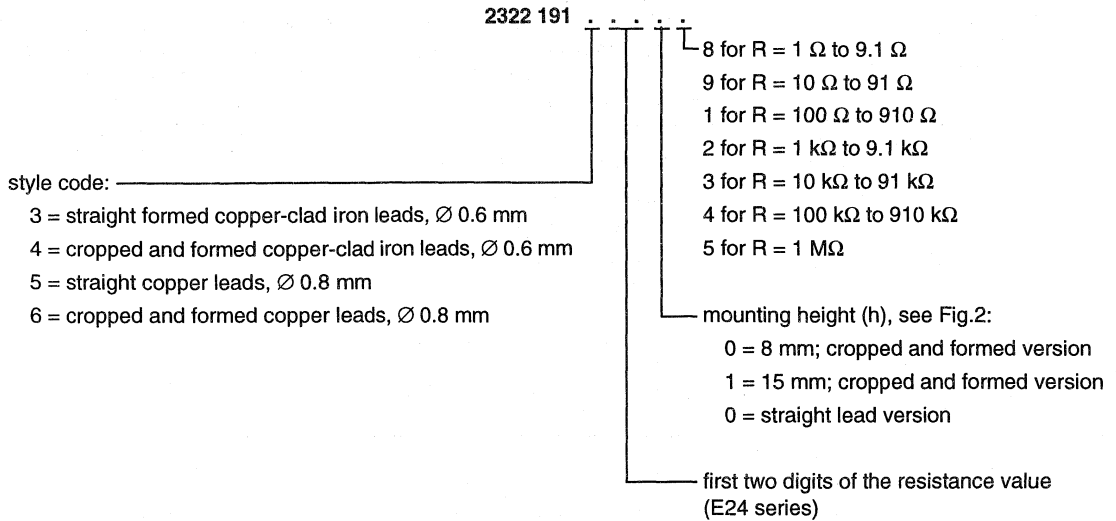 2322 191 . . . . .
8 for R = 1 Ω to 9.1 Ω
9 for R = 10 Ω to 91 Ω
1 for R = 100 Ω to 910 Ω
2 for R = 1 kΩ to 9.1 kΩ
3 for R = 10 kΩ to 91 kΩ
4 for R = 100 kΩ to 910 kΩ
5 for R = 1 MΩ
style code:
3 = straight formed copper-clad iron leads, ∅ 0.6 mm
4 = cropped and formed copper-clad iron leads, ∅ 0.6 mm
5 = straight copper leads, ∅ 0.8 mm
6 = cropped and formed copper leads, ∅ 0.8 mm
mounting height (h), see Fig.2:
0 = 8 mm; cropped and formed version
1 = 15 mm; cropped and formed version
0 = straight lead version
first two digits of the resistance value
(E24 series)